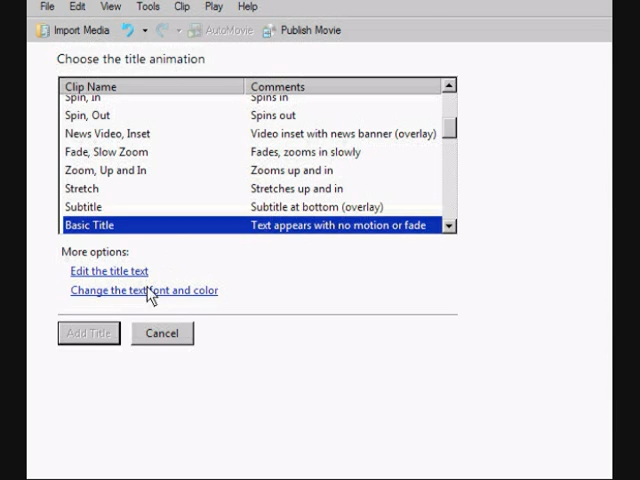 File Edit View Tools Clip Play Help
Import Media AutoMovie Publish Movie
Choose the title animation
Clip Name Comments
Spin, In Spins in
Spin, Out Spins out
News Video, Inset Video inset with news banner (overlay)
Fade, Slow Zoom Fades, zooms in slowly
Zoom, Up and In Zooms up and in
Stretch Stretches up and in
Subtitle Subtitle at bottom (overlay)
Basic Title Text appears with no motion or fade
More options:
Edit the title text
Change the text font and color
Add Title Cancel